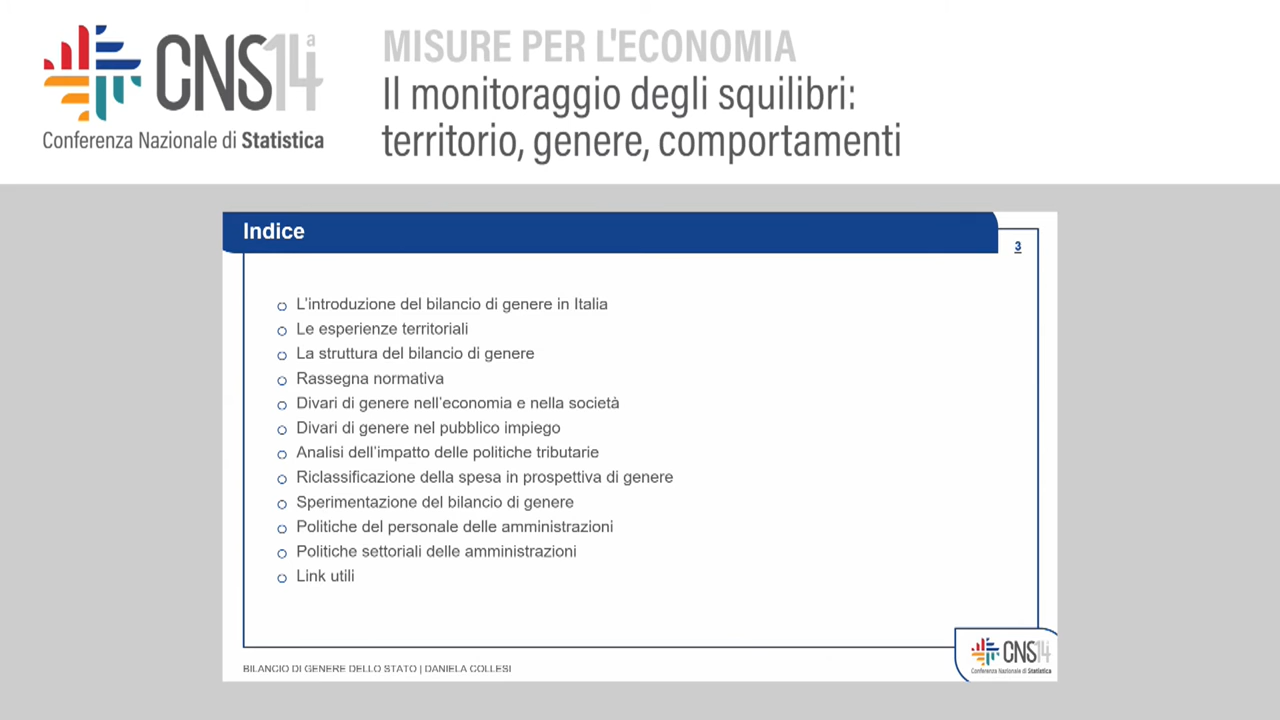 CNS14a
Conferenza Nazionale di Statistica
MISURE PER L'ECONOMIA
Il monitoraggio degli squilibri:
territorio, genere, comportamenti
Indice
3
L'introduzione del bilancio di genere in Italia
Le esperienze territoriali
La struttura del bilancio di genere
Rassegna normativa
Divari di genere nell'economia e nella società
Divari di genere nel pubblico impiego
Analisi dell'impatto delle politiche tributarie
Riclassificazione della spesa in prospettiva di genere
Sperimentazione del bilancio di genere
Politiche del personale delle amministrazioni
Politiche settoriali delle amministrazioni
Link utili
BILANCIO DI GENERE DELLO STATO | DANIELA COLLESI
CNS14a
Conferenza Nazionale di Statistica